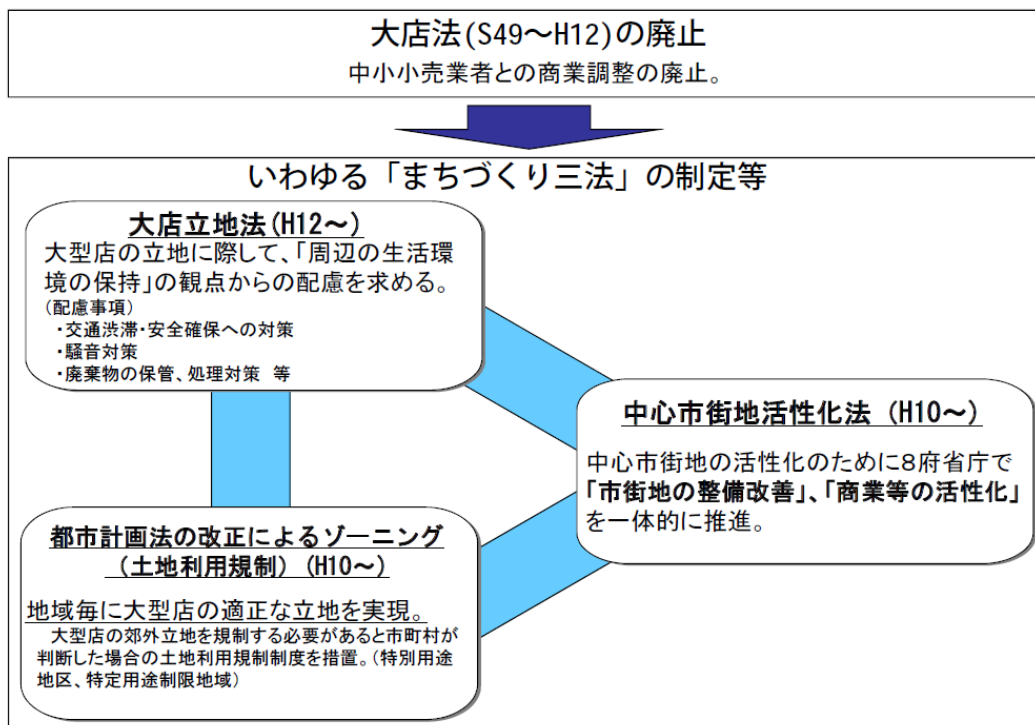 大店法(S49～H12)の廃止
中小小売業者との商業調整の廃止。
いわゆる「まちづくり三法」の制定等
大店立地法(H12～)
大型店の立地に際して、「周辺の生活環
境の保持」の観点からの配慮を求める。
（配慮事項）
・交通渋滞・安全確保への対策
・騒音対策
・廃棄物の保管、処理対策 等
中心市街地活性化法 (H10～)
中心市街地の活性化のために８府省庁で
「市街地の整備改善」、「商業等の活性化」
を一体的に推進。
都市計画法の改正によるゾーニング
（土地利用規制）(H10～)
地域毎に大型店の適正な立地を実現。
大型店の郊外立地を規制する必要があると市町村が
判断した場合の土地利用規制制度を措置。（特別用途
地区、特定用途制限地域）